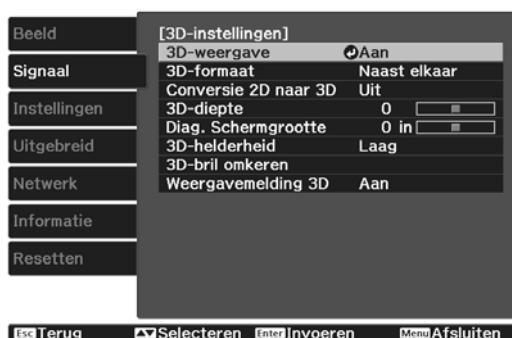 Beeld
Signaal
Instellingen
Uitgebreid
Netwerk
Informatie
Resetten
[3D-instellingen]
3D-weergave Aan
3D-formaat Naast elkaar
Conversie 2D naar 3D Uit
3D-diepte 0
Diag. Schermgrootte 0 in
3D-helderheid Laag
3D-bril omkeren
Weergavemelding 3D Aan
Esc Terug Selecteren Enter Invoeren Menu Afsluiten